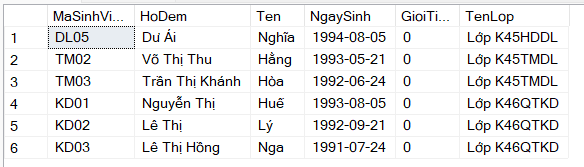 MaSinhVi... HoDem Ten NgaySinh GioiTi... TenLop
1 DL05 Dư Ái Nghĩa 1994-08-05 0 Lớp K45HDDL
2 TM02 Võ Thị Thu Hằng 1993-05-21 0 Lớp K45TMDL
3 TM03 Trần Thị Khánh Hòa 1992-06-24 0 Lớp K45TMDL
4 KD01 Nguyễn Thị Huế 1993-08-05 0 Lớp K46QTKD
5 KD02 Lê Thị Lý 1992-09-21 0 Lớp K46QTKD
6 KD03 Lê Thị Hồng Nga 1991-07-24 0 Lớp K46QTKD